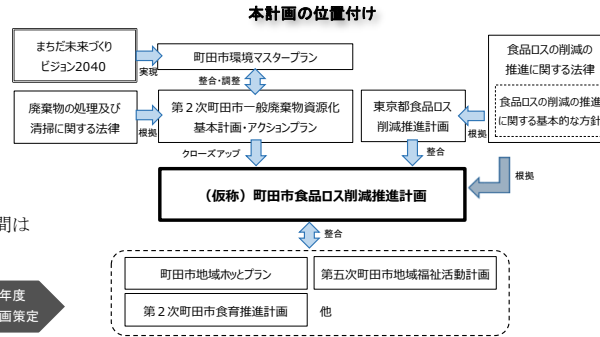 本計画の位置付け
まちだ未来づくり
ビジョン2040
実現
町田市環境マスタープラン
整合・調整
廃棄物の処理及び
清掃に関する法律
根拠
第２次町田市一般廃棄物資源化
基本計画・アクションプラン
東京都食品ロス
削減推進計画
根拠
食品ロスの削減の
推進に関する法律
食品ロスの削減の推進
に関する基本的な方針
クローズアップ
整合
根拠
（仮称）町田市食品ロス削減推進計画
間は
整合
町田市地域ホッとプラン
第五次町田市地域福祉活動計画
第２次町田市食育推進計画
他
年度
画策定